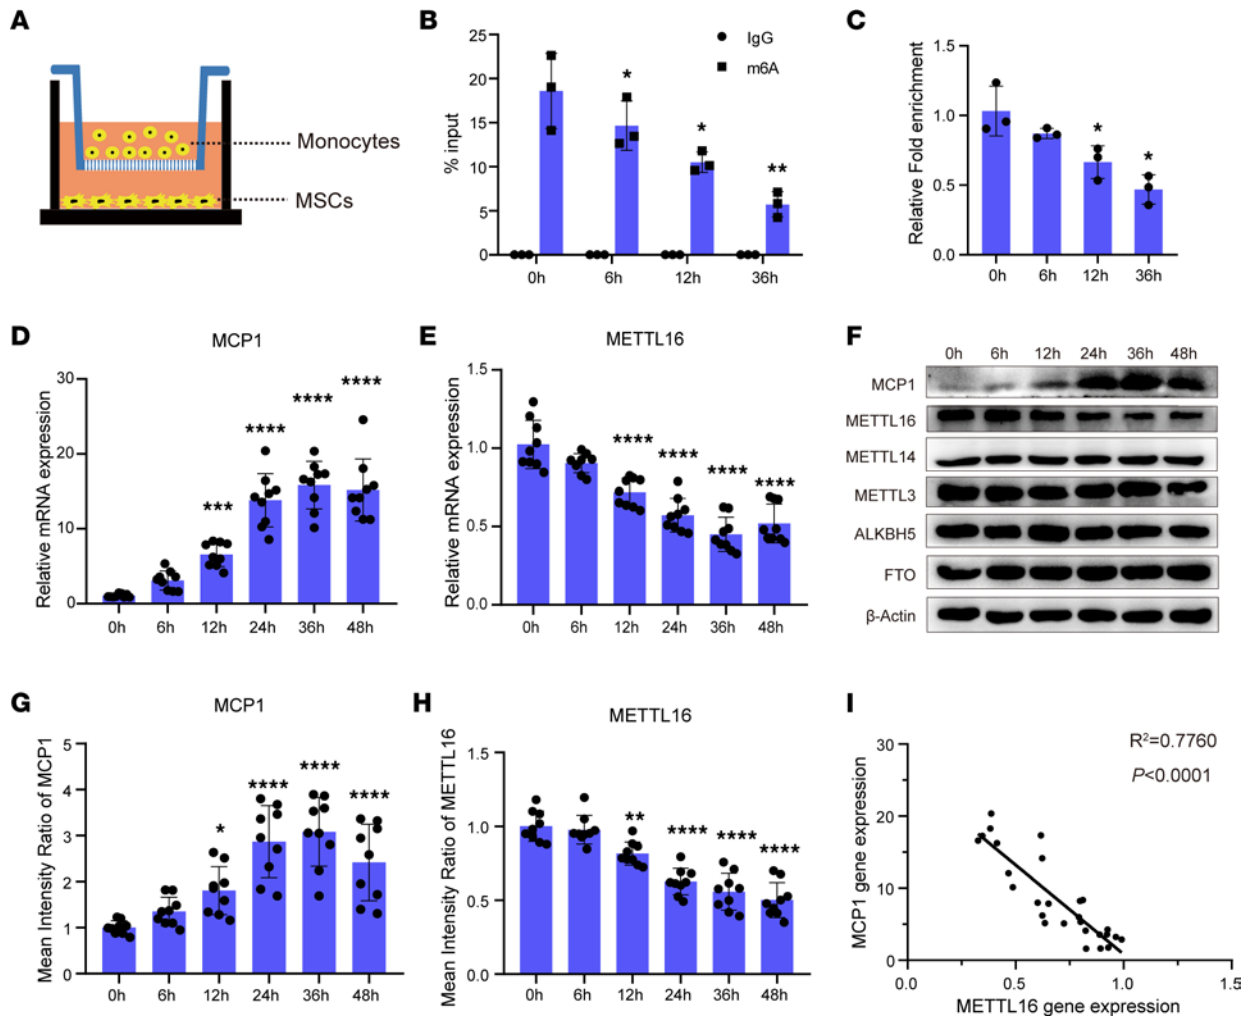 A
Monocytes
MSCs
B
% input
25
20
15
10
5
0
IgG
m6A
*
*
**
0h 6h 12h 36h
C
Relative Fold enrichment
1.5
1.0
0.5
0.0
*
*
0h 6h 12h 36h
D
MCP1
Relative mRNA expression
30
20
10
0
***
****
****
****
0h 6h 12h 24h 36h 48h
E
METTL16
Relative mRNA expression
1.5
1.0
0.5
0.0
****
****
****
****
0h 6h 12h 24h 36h 48h
F
0h 6h 12h 24h 36h 48h
MCP1
METTL16
METTL14
METTL3
ALKBH5
FTO
β-Actin
G
MCP1
Mean Intensity Ratio of MCP1
5
4
3
2
1
0
*
****
****
****
0h 6h 12h 24h 36h 48h
H
METTL16
Mean Intensity Ratio of METTL16
1.5
1.0
0.5
0.0
**
****
****
****
0h 6h 12h 24h 36h 48h
I
MCP1 gene expression
30
20
10
0
R²=0.7760
P<0.0001
0.0 0.5 1.0 1.5
METTL16 gene expression